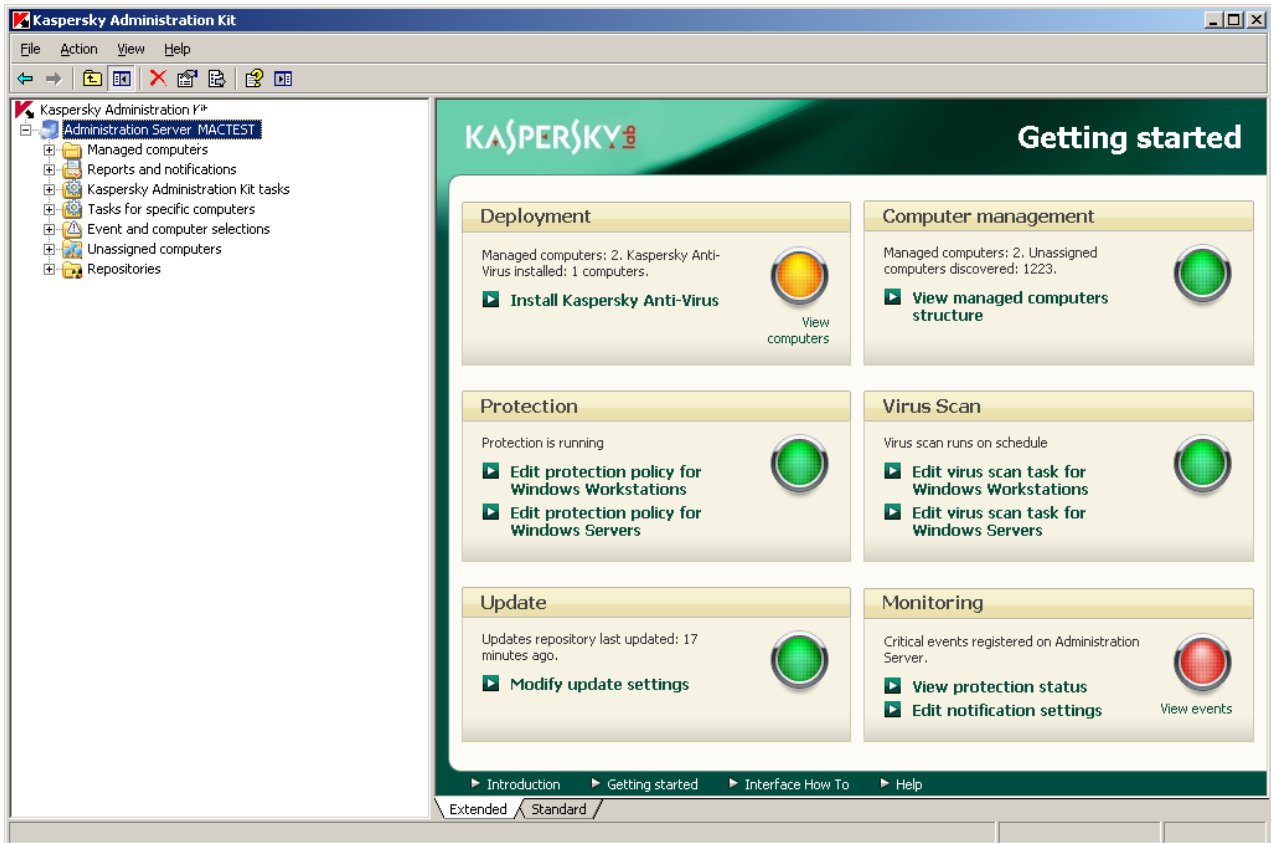 Kaspersky Administration Kit
File Action View Help
Kaspersky Administration Kit
Administration Server MACTEST
Managed computers
Reports and notifications
Kaspersky Administration Kit tasks
Tasks for specific computers
Event and computer selections
Unassigned computers
Repositories
KASPERSKY lab
Getting started
Deployment
Managed computers: 2. Kaspersky Anti-
Virus installed: 1 computers.
Install Kaspersky Anti-Virus
View
computers
Computer management
Managed computers: 2. Unassigned
computers discovered: 1223.
View managed computers
structure
Protection
Protection is running
Edit protection policy for
Windows Workstations
Edit protection policy for
Windows Servers
Virus Scan
Virus scan runs on schedule
Edit virus scan task for
Windows Workstations
Edit virus scan task for
Windows Servers
Update
Updates repository last updated: 17
minutes ago.
Modify update settings
Monitoring
Critical events registered on Administration
Server.
View protection status
Edit notification settings
View events
Introduction Getting started Interface How To Help
Extended Standard